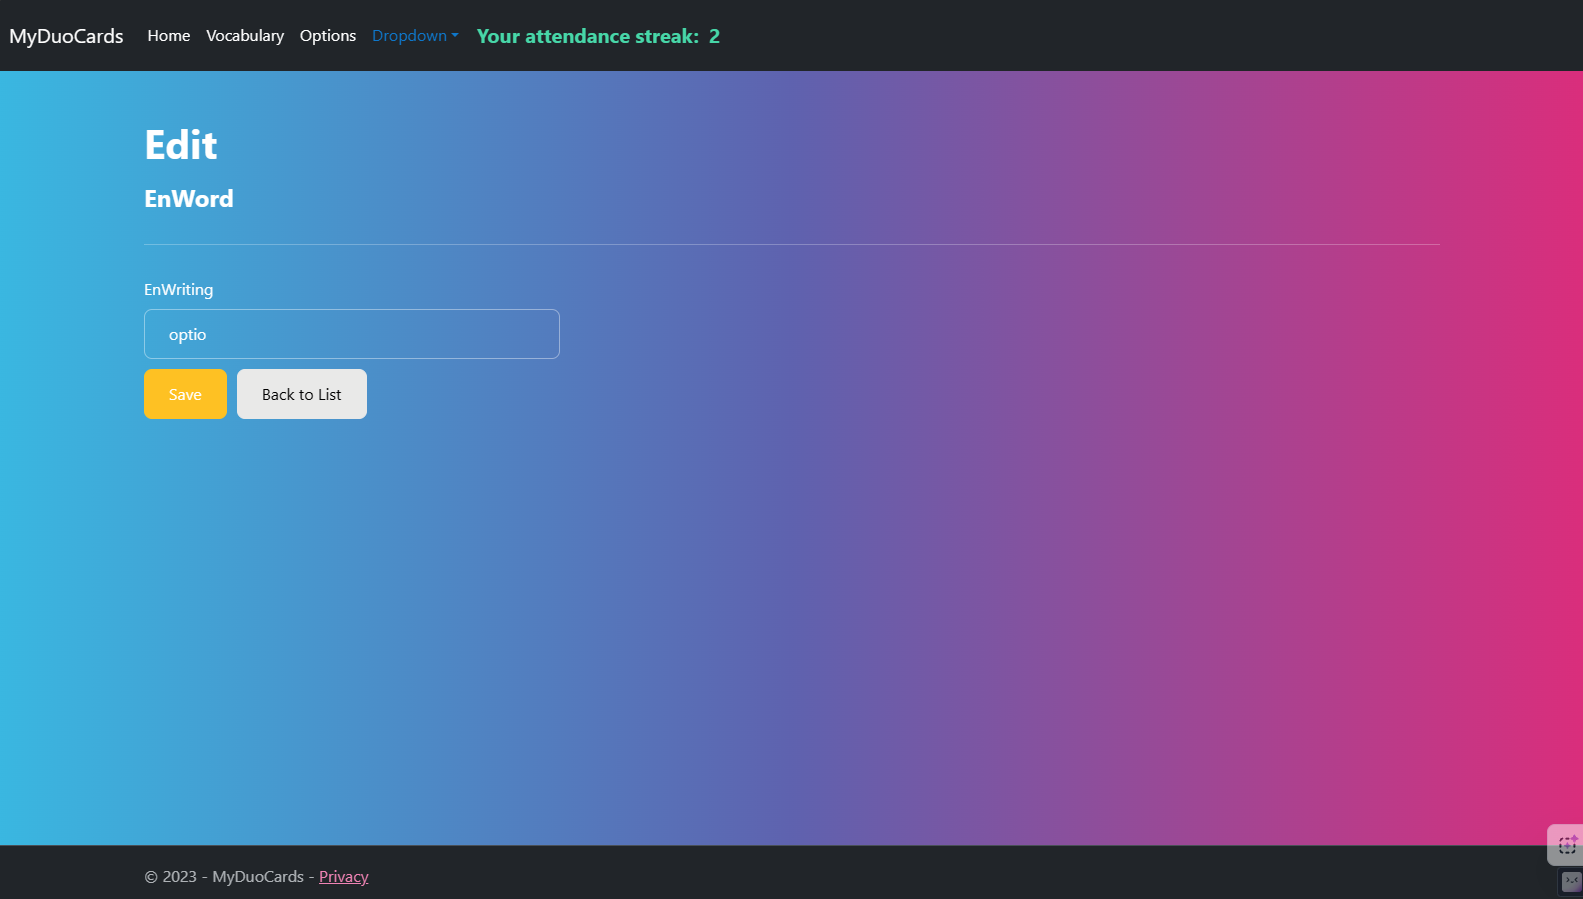 MyDuoCards Home Vocabulary Options Dropdown Your attendance streak: 2
Edit
EnWord
EnWriting
optio
Save Back to List
© 2023 - MyDuoCards - Privacy